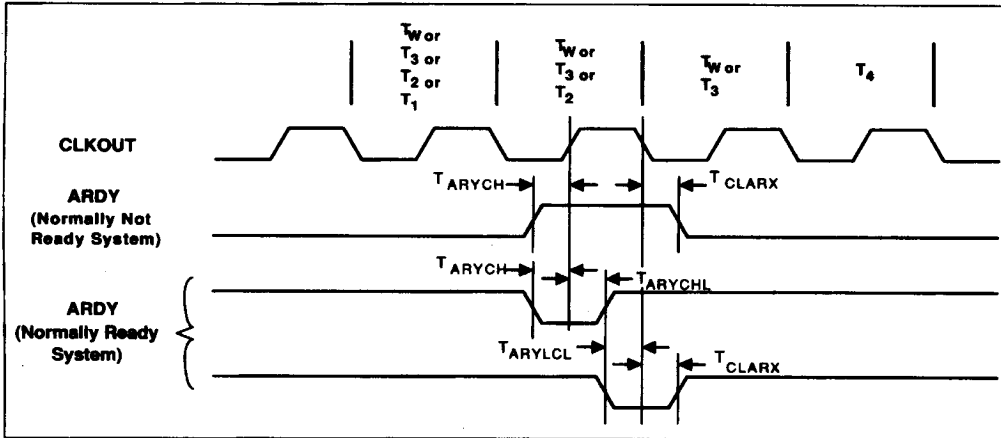 TW or
T3 or
T2 or
T1
TW or
T3 or
T2
TW or
T3
T4
CLKOUT
TARYCH
TCLARX
ARDY
(Normally Not
Ready System)
TARYCH
TARYCHL
ARDY
(Normally Ready
System)
TARYLCL
TCLARX